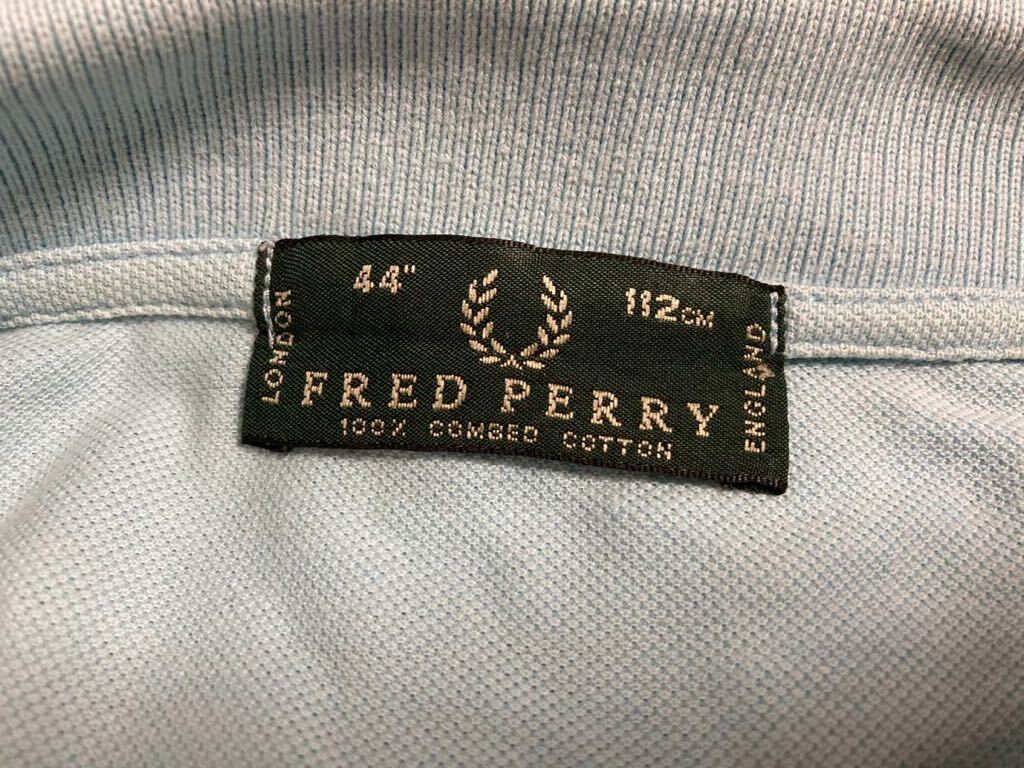 44"
112CM
LONDON
FRED PERRY
ENGLAND
100% COMBED COTTON